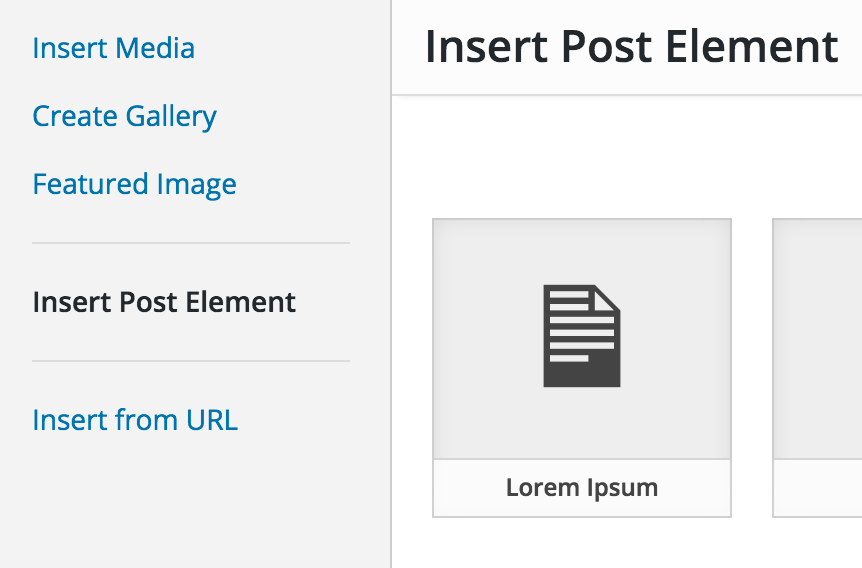 Insert Media
Create Gallery
Featured Image
Insert Post Element
Insert from URL
Insert Post Element
Lorem Ipsum